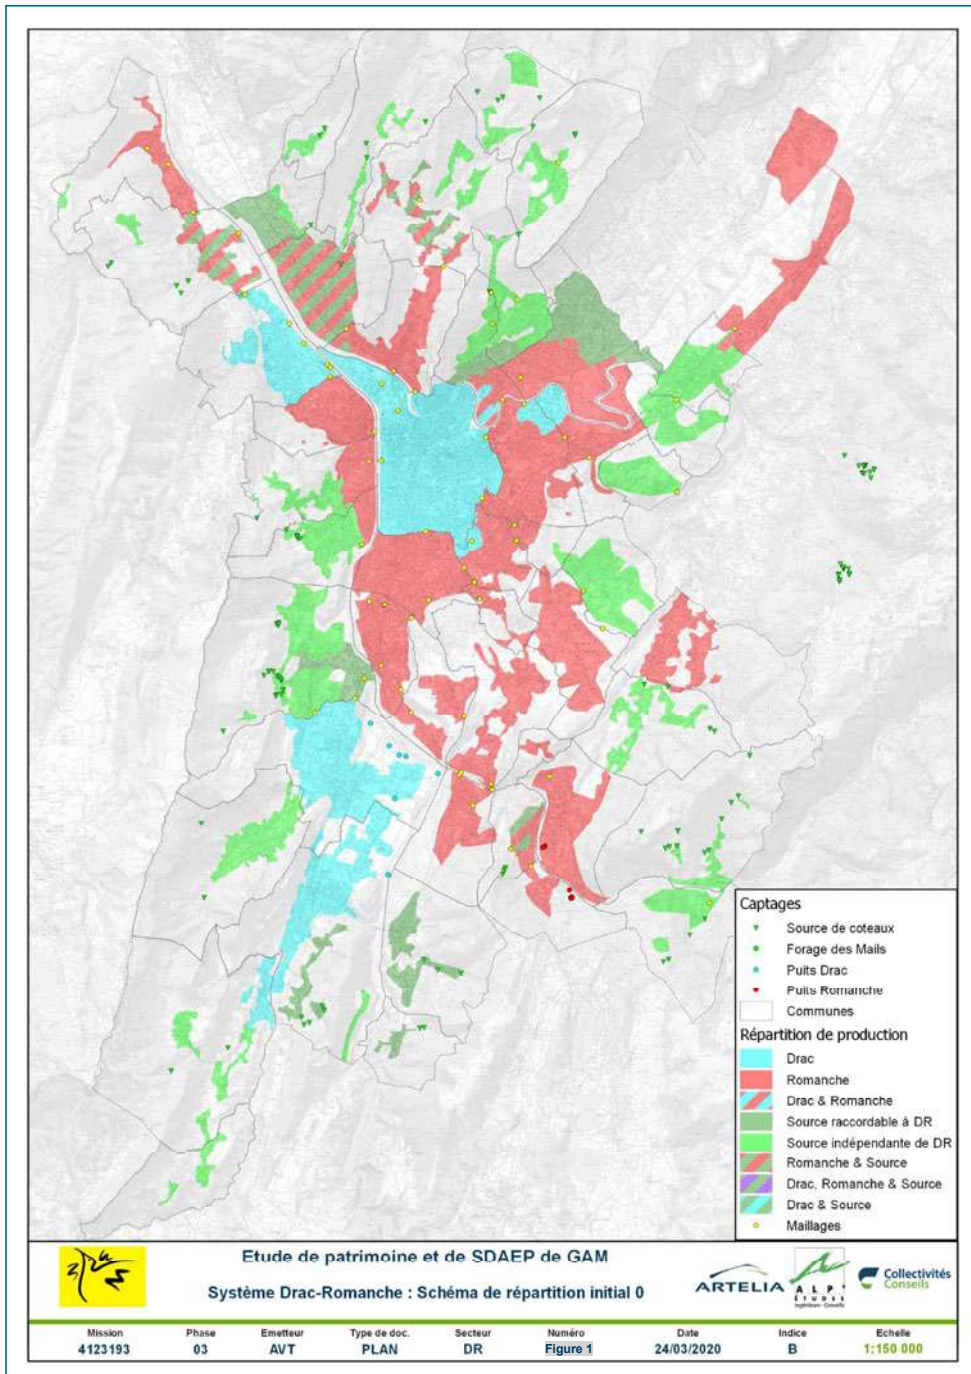 Captages
Source de coteaux
Forage des Mails
Puits Drac
Puits Romanche
Communes
Répartition de production
Drac
Romanche
Drac & Romanche
Source raccordable à DR
Source indépendante de DR
Romanche & Source
Drac, Romanche & Source
Drac & Source
Maillages
Etude de patrimoine et de SDAEP de GAM
Système Drac-Romanche : Schéma de répartition initial 0
ARTELIA
ALP'
ÉTUDES
Ingénieurs - Conseils
Collectivités
Conseils
Mission Phase Emetteur Type de doc. Secteur Numéro Date Indice Echelle
4123193 03 AVT PLAN DR Figure 1 24/03/2020 B 1:150 000